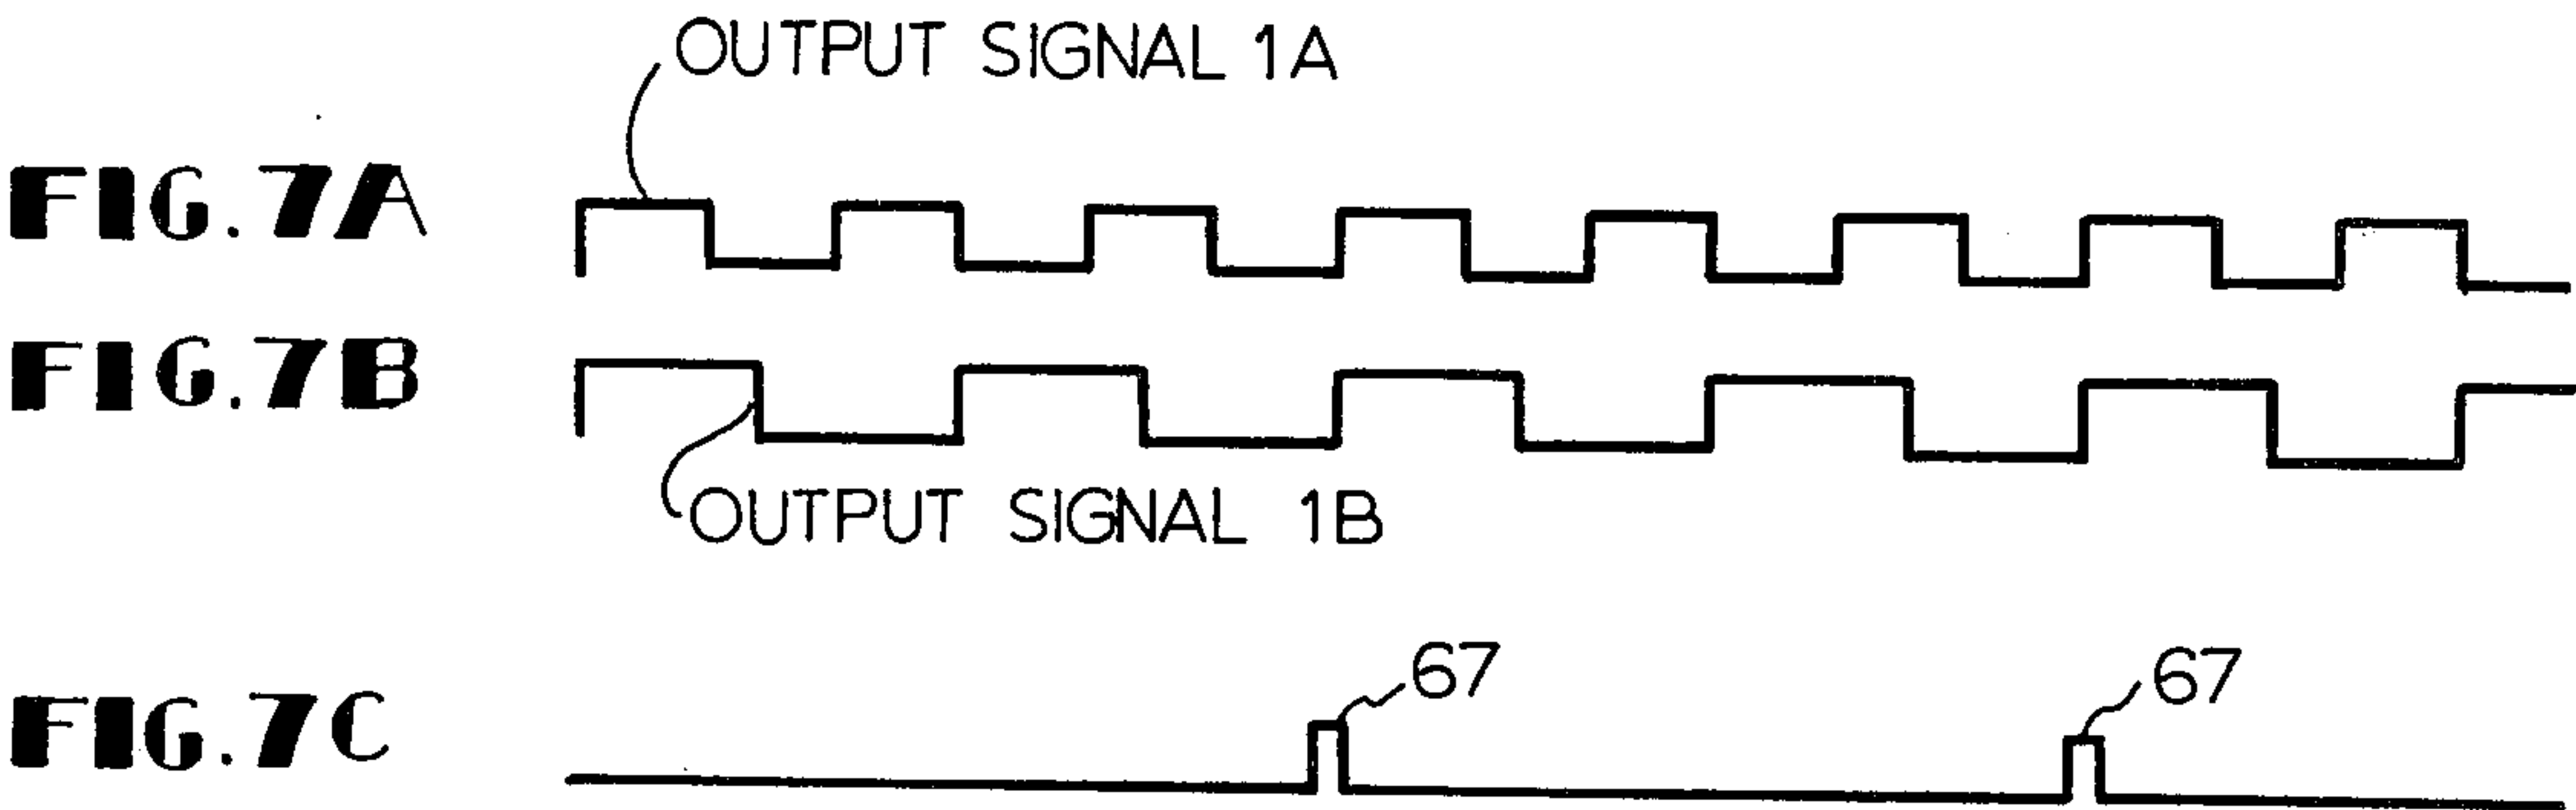 OUTPUT SIGNAL 1A
FIG. 7A
FIG. 7B
OUTPUT SIGNAL 1B
67
67
FIG. 7C